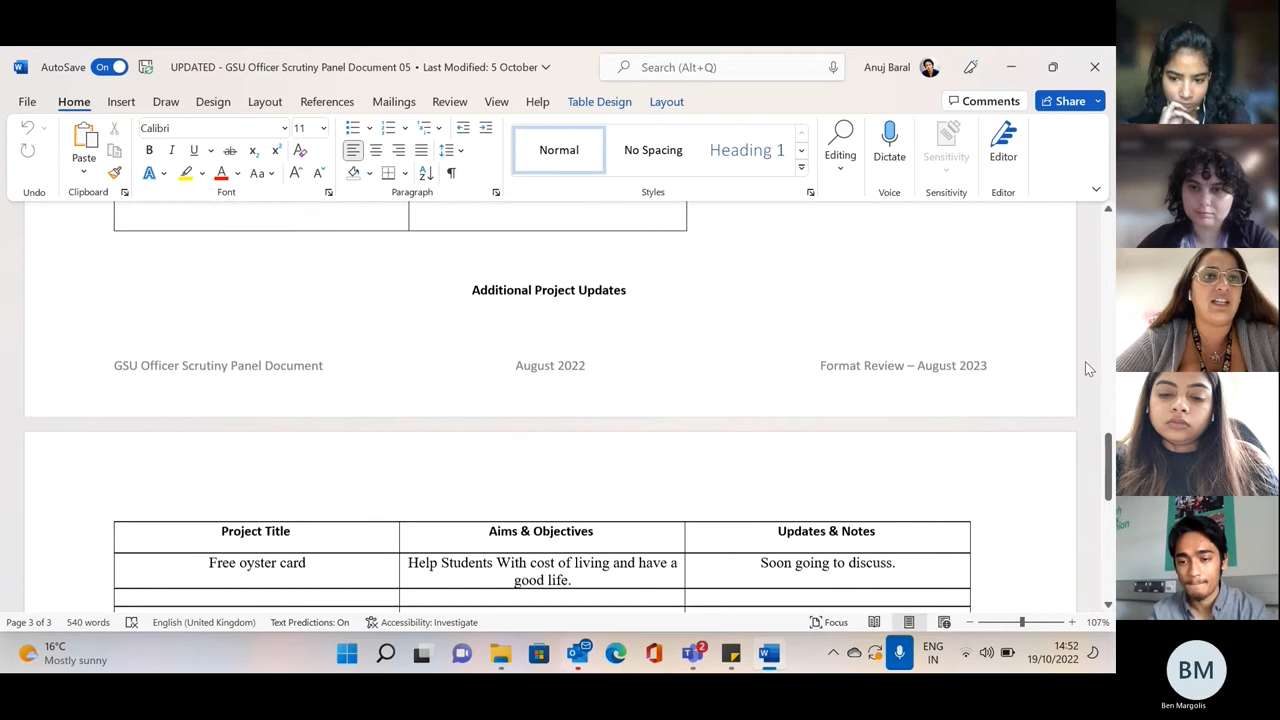 AutoSave On UPDATED - GSU Officer Scrutiny Panel Document 05 • Last Modified: 5 October Search (Alt+Q) Anuj Baral
File Home Insert Draw Design Layout References Mailings Review View Help Table Design Layout Comments Share
Calibri 11 Normal No Spacing Heading 1
Paste Editing Dictate Sensitivity Editor
Undo Clipboard Font Paragraph Styles Voice Sensitivity Editor
Additional Project Updates
GSU Officer Scrutiny Panel Document August 2022 Format Review – August 2023
Project Title Aims & Objectives Updates & Notes
Free oyster card Help Students With cost of living and have a Soon going to discuss.
good life.
Page 3 of 3 540 words English (United Kingdom) Text Predictions: On Accessibility: Investigate Focus 107%
16°C ENG 14:52
Mostly sunny 2 IN 19/10/2022
BM
Ben Margolis